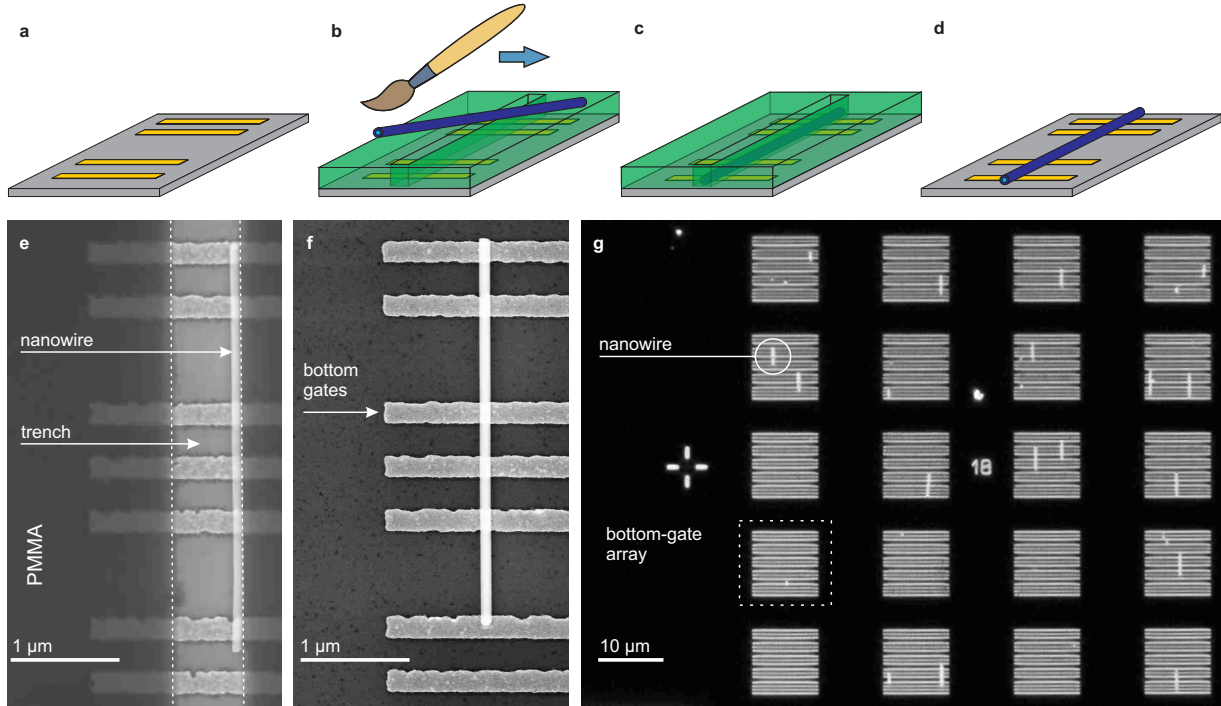 a
b
c
d
e
nanowire
trench
PMMA
1 µm
f
bottom
gates
1 µm
g
nanowire
18
bottom-gate
array
10 µm